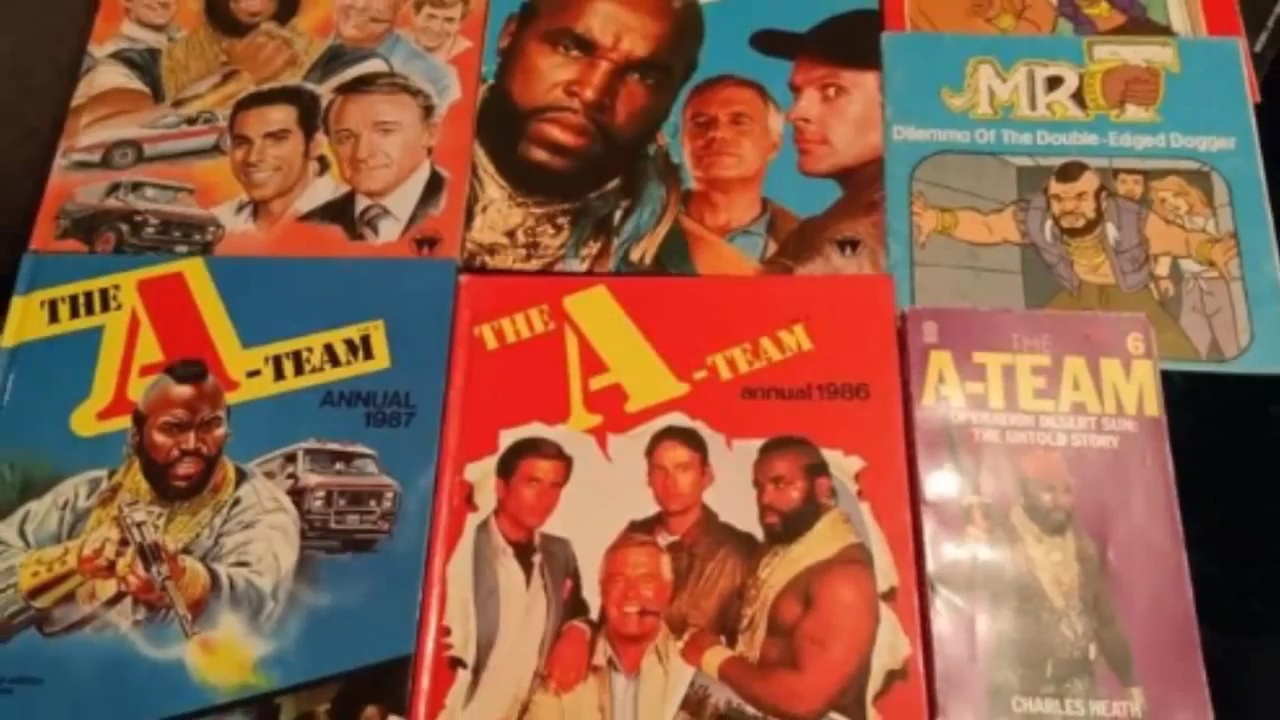 MR T
Dilemma Of The Double-Edged Dagger
THE A-TEAM
ANNUAL
1987
THE A-TEAM
annual 1986
THE
A-TEAM
6
OPERATION DESERT SUN:
THE UNTOLD STORY
CHARLES HEATH